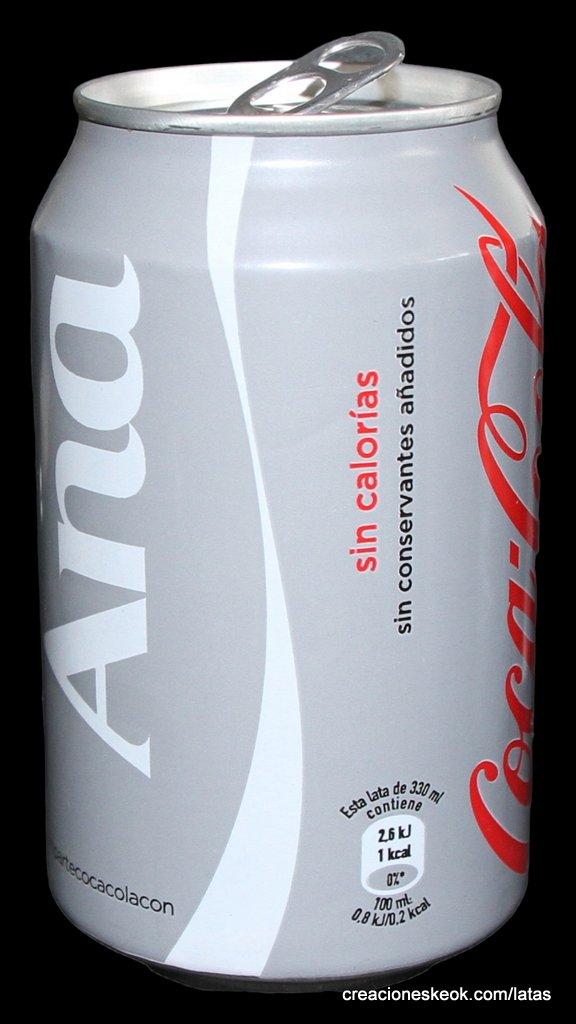 Ana
artecocacolacon
sin calorías
sin conservantes añadidos
Coca-Cola
Esta lata de 330 ml
contiene
2,6 kJ
1 kcal
0%*
100 ml:
0,8 kJ/0,2 kcal
creacioneskeok.com/latas